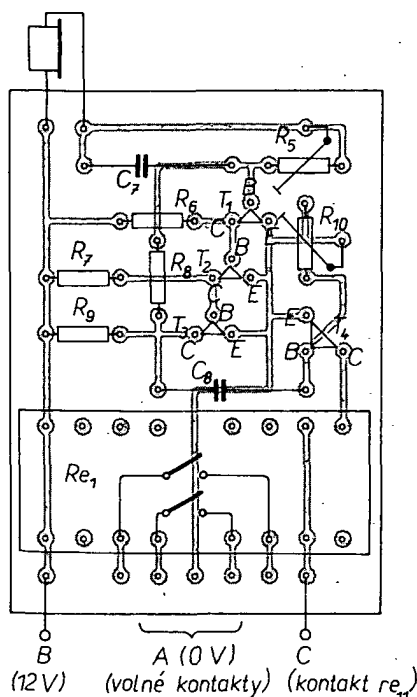 R5
C7
B
R6
T1
C
E
R10
B
R7
R8
T2
C
E
B
R9
T3
C
E
E
T4
B
C
C8
Re1
B
A (0 V)
C
(12 V)
(volné kontakty)
(kontakt re11)